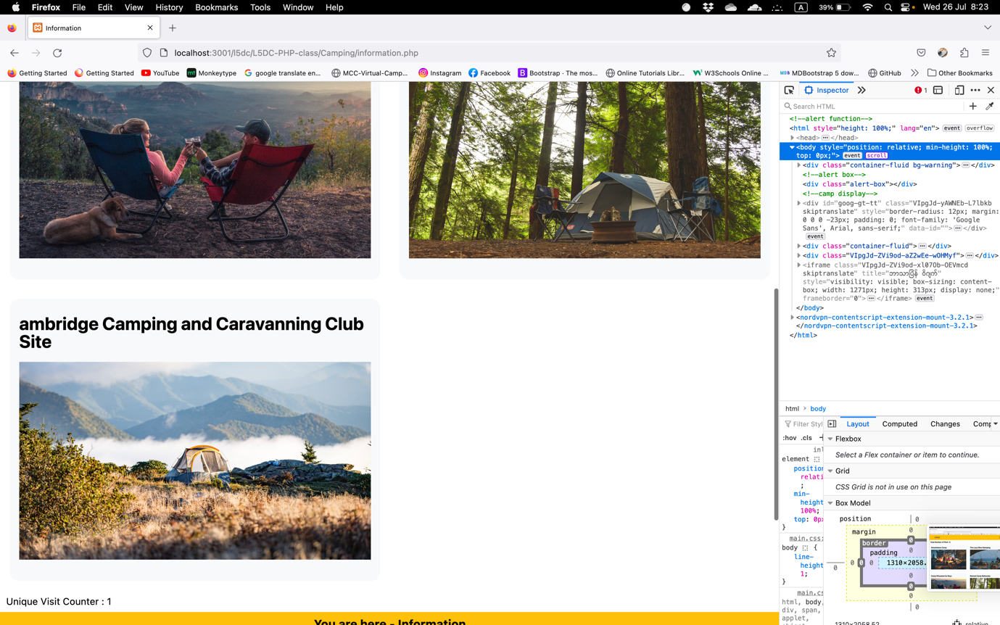 Firefox File Edit View History Bookmarks Tools Window Help A 39% Wed 26 Jul 8:23
Information
localhost:3001/l5dc/L5DC-PHP-class/Camping/information.php
Getting Started Getting Started YouTube Monkeytype google translate en... MCC-Virtual-Camp... Instagram Facebook Bootstrap · The mos... Online Tutorials Libr... W3Schools Online ... MDBootstrap 5 dow... GitHub Other Bookmarks
Inspector 1
Search HTML
<!--alert function-->
<html style="height: 100%;" lang="en"> event overflow
<head> ⋯ </head>
<body style="position: relative; min-height: 100%;
top: 0px;"> event scroll
<div class="container-fluid bg-warning"> ⋯ </div>
<!--alert box-->
<div class="alert-box"></div>
<!--camp display-->
<div id="goog-gt-tt" class="VIpgJd-yAWNEb-L7lbkb
skiptranslate" style="border-radius: 12px; margin:
0 0 0 -23px; padding: 0; font-family: 'Google
Sans', Arial, sans-serif;" data-id=""> ⋯ </div>
event
<div class="container-fluid"> ⋯ </div>
<div class="VIpgJd-ZVi9od-aZ2wEe-wOHMyf"> ⋯ </div>
<iframe class="VIpgJd-ZVi9od-xl07Ob-OEVmcd
skiptranslate" title="ဘာသာပြန် ဝိဂျက်"
style="visibility: visible; box-sizing: content-
box; width: 1271px; height: 313px; display: none;"
frameborder="0"> ⋯ </iframe> event
</body>
<nordvpn-contentscript-extension-mount-3.2.1> ⋯
</nordvpn-contentscript-extension-mount-3.2.1>
</html>
ambridge Camping and Caravanning Club
Site
Unique Visit Counter : 1
You are here - Information
html > body
Filter Styl
:hov .cls +
inl
element
position
relati
;
min-
height
100%;
top: 0px
}
main.css:
body {
line-
height
1;
}
main.cs
html, body,
div, span,
applet,
Layout Computed Changes Comp
Flexbox
Select a Flex container or item to continue.
Grid
CSS Grid is not in use on this page
Box Model
position 0
margin 0
border 0
padding 0
0 0 0 0 1310×2058.
0
0
0
0
1310×2058.52 relative